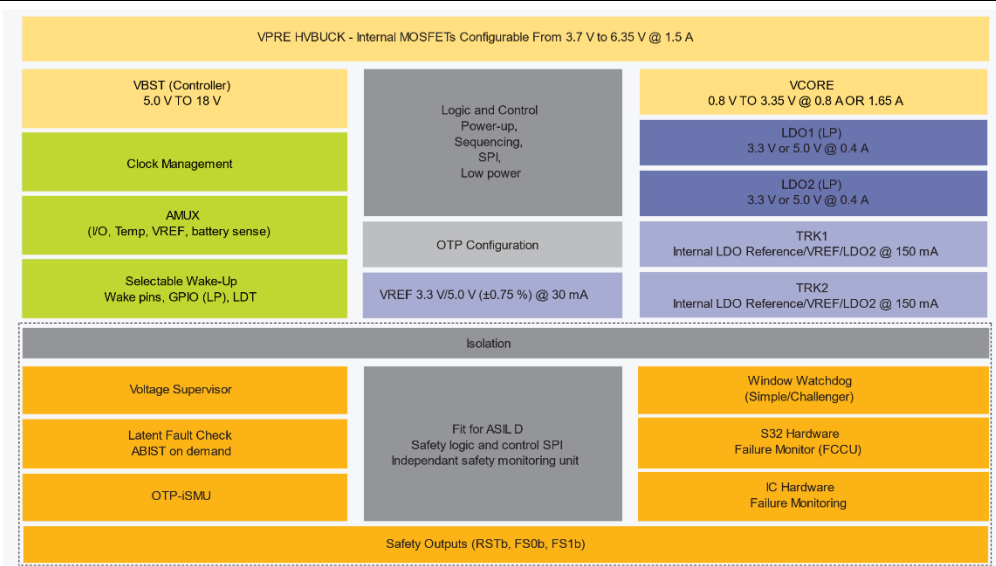 VPRE HVBUCK - Internal MOSFETs Configurable From 3.7 V to 6.35 V @ 1.5 A
VBST (Controller)
5.0 V TO 18 V
Clock Management
AMUX
(I/O, Temp, VREF, battery sense)
Selectable Wake-Up
Wake pins, GPIO (LP), LDT
Logic and Control
Power-up,
Sequencing,
SPI,
Low power
OTP Configuration
VREF 3.3 V/5.0 V (±0.75 %) @ 30 mA
VCORE
0.8 V TO 3.35 V @ 0.8 A OR 1.65 A
LDO1 (LP)
3.3 V or 5.0 V @ 0.4 A
LDO2 (LP)
3.3 V or 5.0 V @ 0.4 A
TRK1
Internal LDO Reference/VREF/LDO2 @ 150 mA
TRK2
Internal LDO Reference/VREF/LDO2 @ 150 mA
Isolation
Voltage Supervisor
Latent Fault Check
ABIST on demand
OTP-iSMU
Fit for ASIL D
Safety logic and control SPI
Independant safety monitoring unit
Window Watchdog
(Simple/Challenger)
S32 Hardware
Failure Monitor (FCCU)
IC Hardware
Failure Monitoring
Safety Outputs (RSTb, FS0b, FS1b)